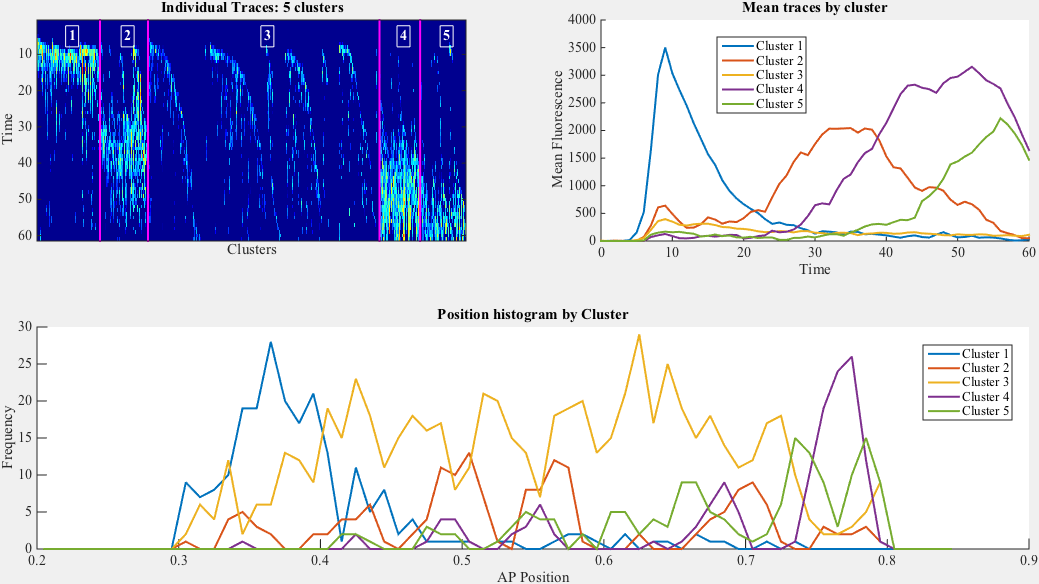 Individual Traces: 5 clusters
1 2 3 4 5
10
20
30
40
50
60
Time
Clusters
Mean traces by cluster
4000
3500
3000
2500
2000
1500
1000
500
0
Mean Fluorescence
Cluster 1
Cluster 2
Cluster 3
Cluster 4
Cluster 5
0 10 20 30 40 50 60
Time
Position histogram by Cluster
30
25
20
15
10
5
0
Frequency
Cluster 1
Cluster 2
Cluster 3
Cluster 4
Cluster 5
0.2 0.3 0.4 0.5 0.6 0.7 0.8 0.9
AP Position